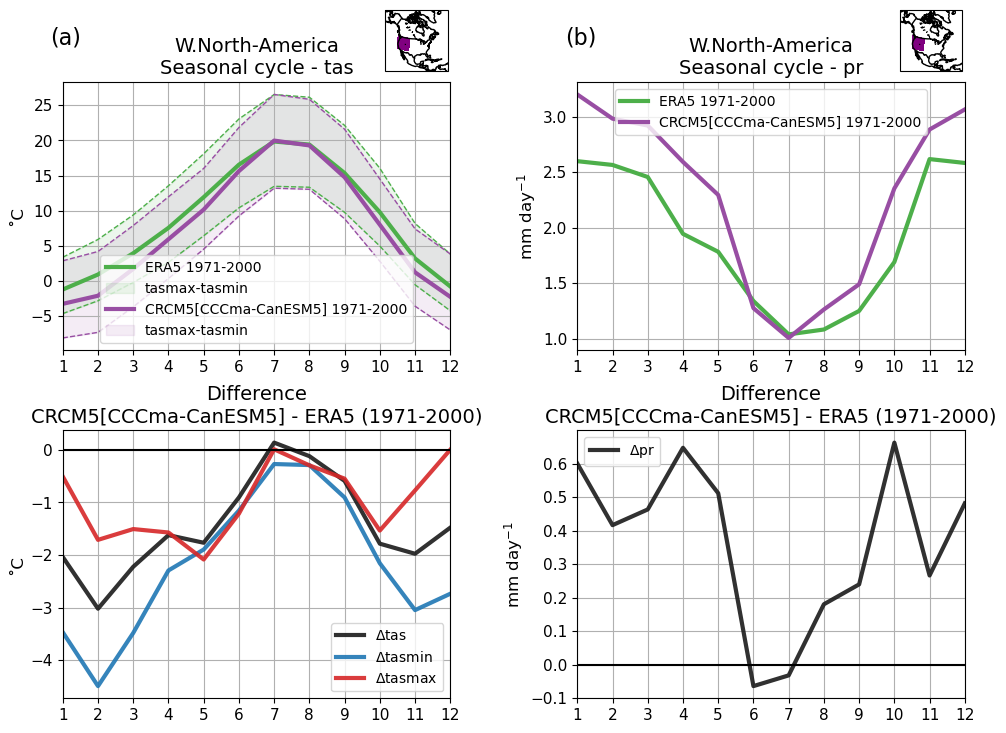 (a)
W.North-America
Seasonal cycle - tas
25
20
15
10
5
0
−5
˚C
ERA5 1971-2000
tasmax-tasmin
CRCM5[CCCma-CanESM5] 1971-2000
tasmax-tasmin
1 2 3 4 5 6 7 8 9 10 11 12
(b)
W.North-America
Seasonal cycle - pr
3.0
2.5
2.0
1.5
1.0
mm day⁻¹
ERA5 1971-2000
CRCM5[CCCma-CanESM5] 1971-2000
1 2 3 4 5 6 7 8 9 10 11 12
Difference
CRCM5[CCCma-CanESM5] - ERA5 (1971-2000)
0
−1
−2
−3
−4
˚C
Δtas
Δtasmin
Δtasmax
1 2 3 4 5 6 7 8 9 10 11 12
Difference
CRCM5[CCCma-CanESM5] - ERA5 (1971-2000)
0.6
0.5
0.4
0.3
0.2
0.1
0.0
−0.1
mm day⁻¹
Δpr
1 2 3 4 5 6 7 8 9 10 11 12